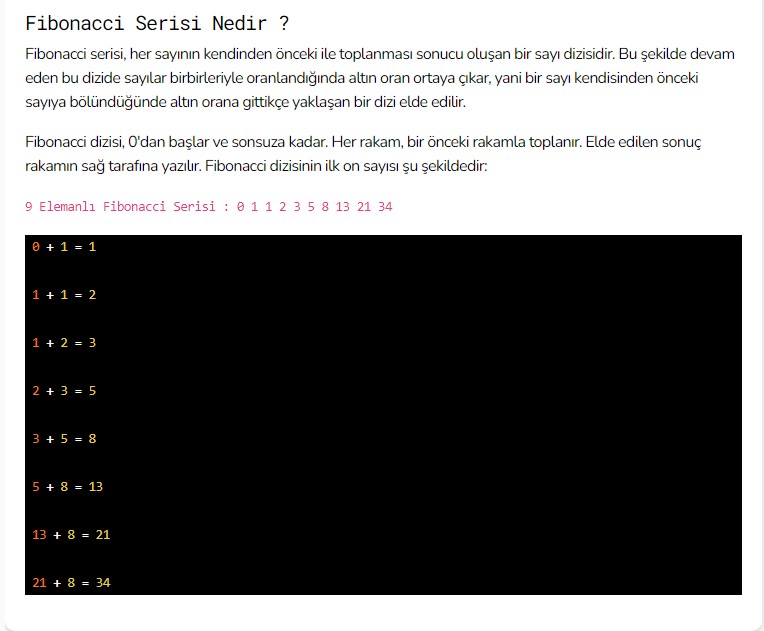 Fibonacci Serisi Nedir ?
Fibonacci serisi, her sayının kendinden önceki ile toplanması sonucu oluşan bir sayı dizisidir. Bu şekilde devam
eden bu dizide sayılar birbirleriyle oranlandığında altın oran ortaya çıkar, yani bir sayı kendisinden önceki
sayıya bölündüğünde altın orana gittikçe yaklaşan bir dizi elde edilir.
Fibonacci dizisi, 0'dan başlar ve sonsuza kadar. Her rakam, bir önceki rakamla toplanır. Elde edilen sonuç
rakamın sağ tarafına yazılır. Fibonacci dizisinin ilk on sayısı şu şekildedir:
9 Elemanlı Fibonacci Serisi : 0 1 1 2 3 5 8 13 21 34
0 + 1 = 1
1 + 1 = 2
1 + 2 = 3
2 + 3 = 5
3 + 5 = 8
5 + 8 = 13
13 + 8 = 21
21 + 8 = 34